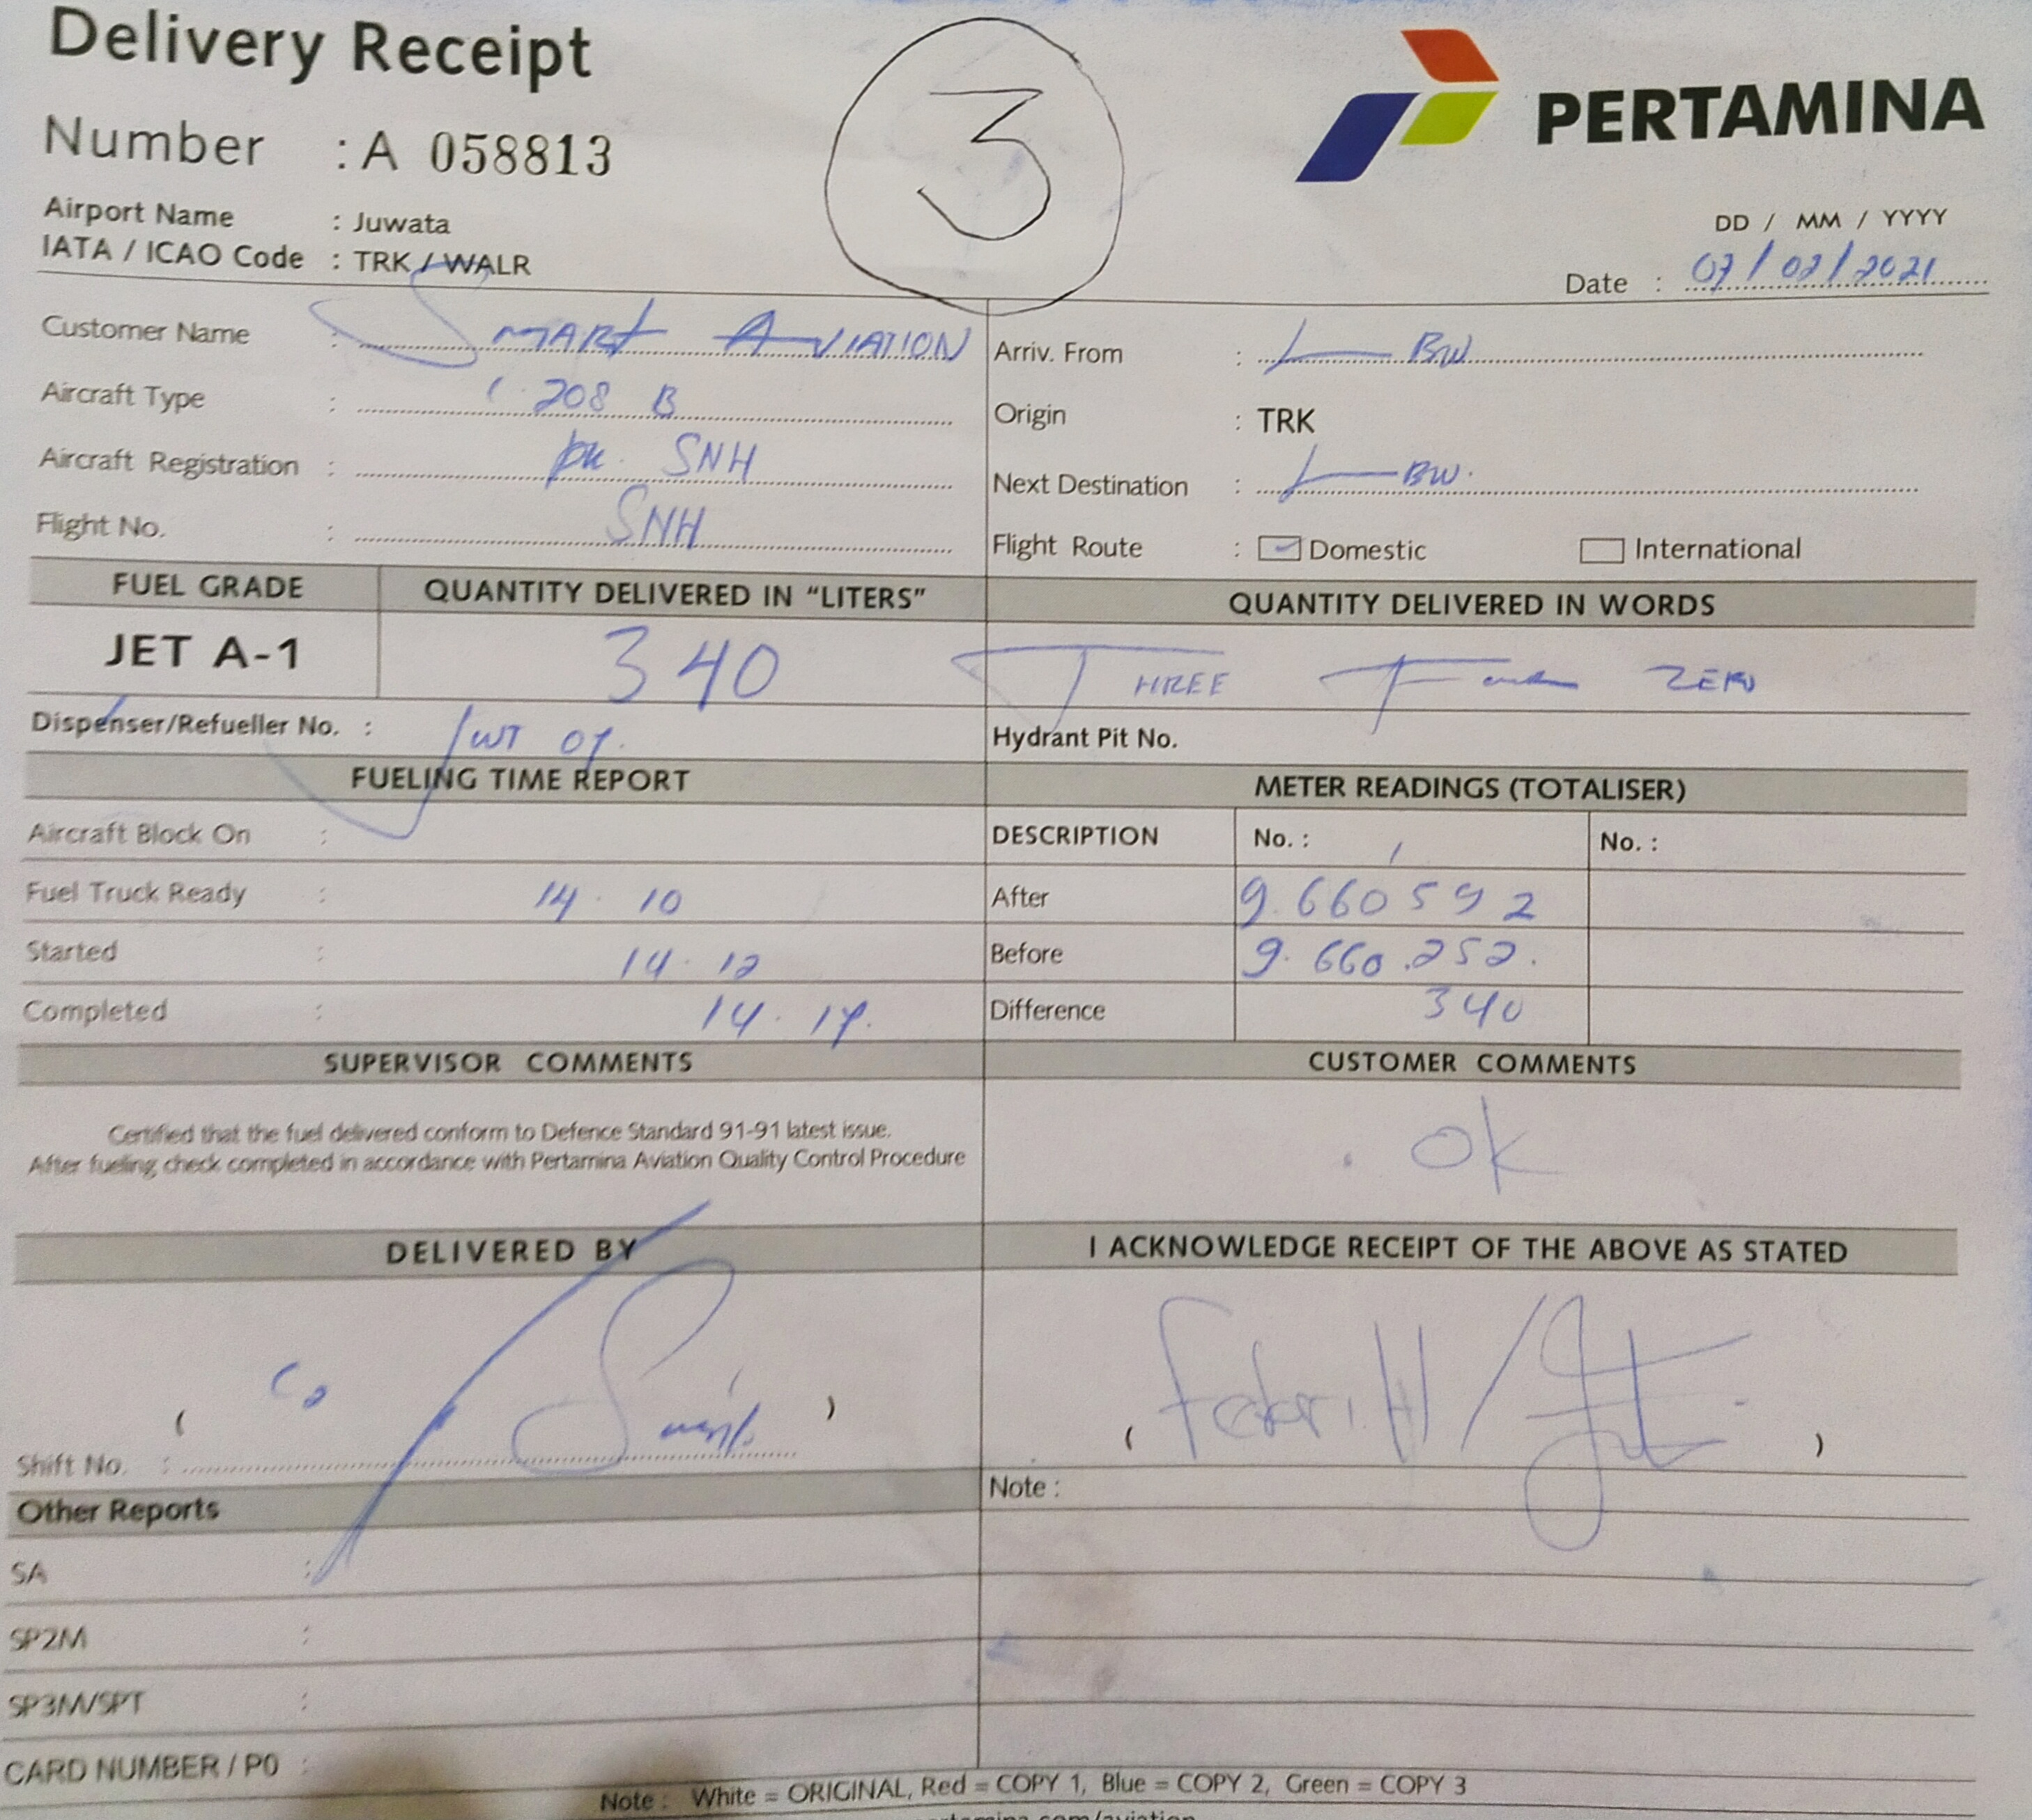 Delivery Receipt
3
PERTAMINA
Number : A 058813
Airport Name : Juwata
IATA / ICAO Code : TRK / WALR
DD / MM / YYYY
Date : 07/02/2021
Customer Name : SMART AVIATION
Arriv. From : L BW
Aircraft Type : C 208 B
Origin : TRK
Aircraft Registration : PK. SNH
Next Destination : L BW.
Flight No. : SNH
Flight Route : Domestic International
FUEL GRADE QUANTITY DELIVERED IN "LITERS" QUANTITY DELIVERED IN WORDS
JET A-1 340 THREE Four ZERO
Dispenser/Refueller No. : JWT 07.
Hydrant Pit No.
FUELING TIME REPORT METER READINGS (TOTALISER)
Aircraft Block On :
DESCRIPTION No. : 1 No. :
Fuel Truck Ready : 14 10
After 9.660592
Started : 14 12
Before 9.660.252.
Completed : 14 17.
Difference 340
SUPERVISOR COMMENTS CUSTOMER COMMENTS
Certified that the fuel delivered conform to Defence Standard 91-91 latest issue.
After fueling check completed in accordance with Pertamina Aviation Quality Control Procedure
OK
DELIVERED BY I ACKNOWLEDGE RECEIPT OF THE ABOVE AS STATED
( )
( )
Shift No. :
Note :
Other Reports
SA :
SP2M :
SP3M/SPT :
CARD NUMBER / P0 :
Note : White = ORIGINAL, Red = COPY 1, Blue = COPY 2, Green = COPY 3